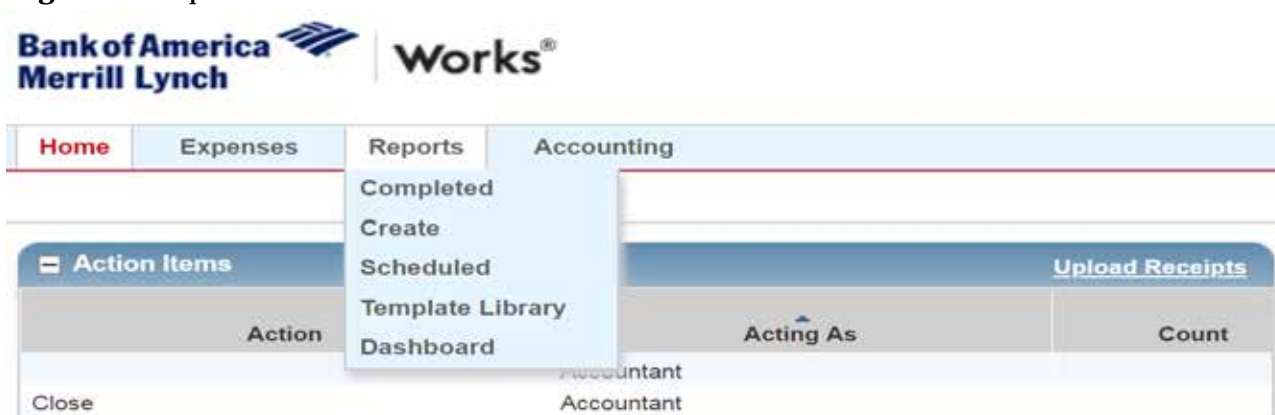 Bank of America
Merrill Lynch
Works®
Home Expenses Reports Accounting
Completed
Create
Action Items Scheduled Upload Receipts
Template Library
Action Acting As Count
Dashboard
Accountant
Close Accountant